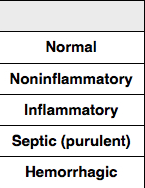 Normal
Noninflammatory
Inflammatory
Septic (purulent)
Hemorrhagic